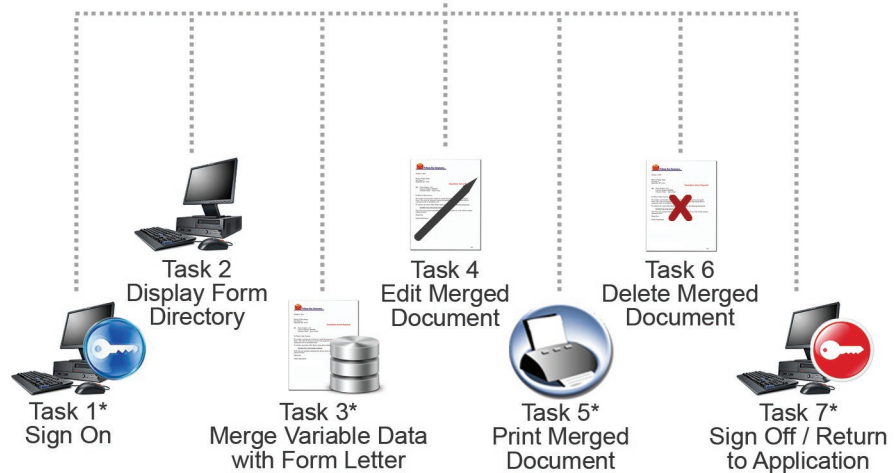 Task 2
Display Form
Directory
Task 4
Edit Merged
Document
Task 6
Delete Merged
Document
Task 1*
Sign On
Task 3*
Merge Variable Data
with Form Letter
Task 5*
Print Merged
Document
Task 7*
Sign Off / Return
to Application